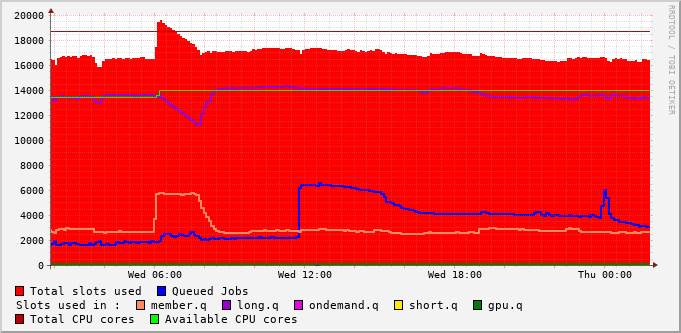 20000
18000
16000
14000
12000
10000
8000
6000
4000
2000
0
Wed 06:00 Wed 12:00 Wed 18:00 Thu 00:00
RRDTOOL / TOBI OETIKER
Total slots used Queued Jobs
Slots used in : member.q long.q ondemand.q short.q gpu.q
Total CPU cores Available CPU cores